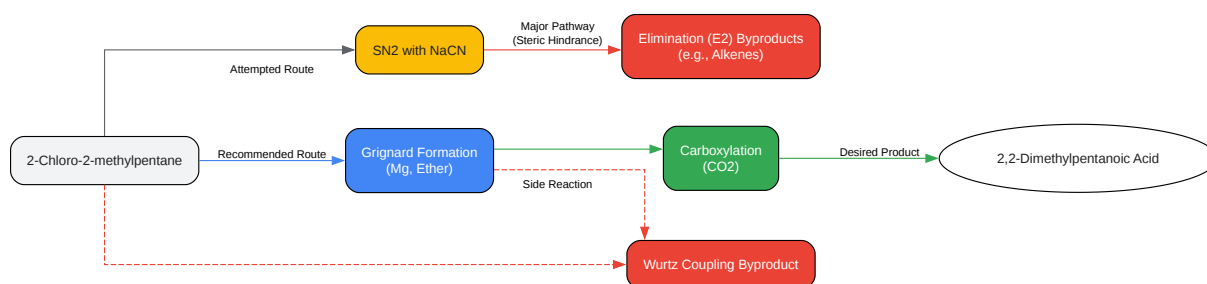 Major Pathway
(Steric Hindrance)
SN2 with NaCN
Elimination (E2) Byproducts
(e.g., Alkenes)
Attempted Route
2-Chloro-2-methylpentane
Recommended Route
Grignard Formation
(Mg, Ether)
Carboxylation
(CO2)
Desired Product
2,2-Dimethylpentanoic Acid
Side Reaction
Wurtz Coupling Byproduct